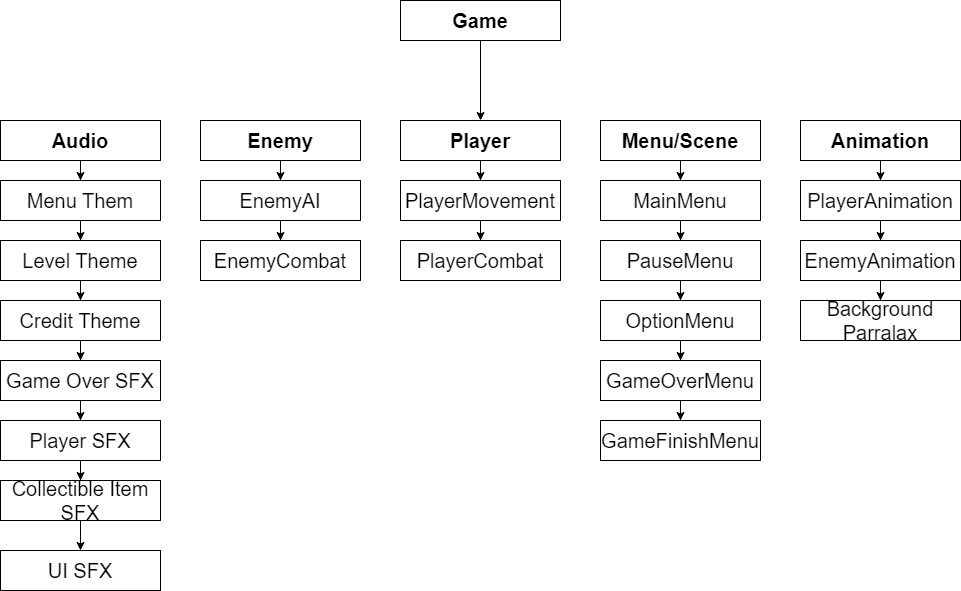 Game
Audio
Enemy
Player
Menu/Scene
Animation
Menu Them
EnemyAI
PlayerMovement
MainMenu
PlayerAnimation
Level Theme
EnemyCombat
PlayerCombat
PauseMenu
EnemyAnimation
Credit Theme
OptionMenu
Background
Parralax
Game Over SFX
GameOverMenu
Player SFX
GameFinishMenu
Collectible Item
SFX
UI SFX